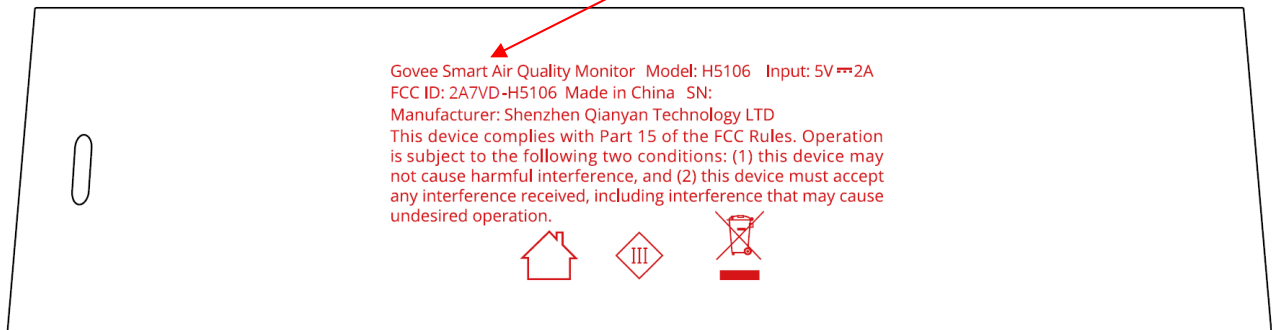 Govee Smart Air Quality Monitor Model: H5106 Input: 5V⎓2A
FCC ID: 2A7VD-H5106 Made in China SN:
Manufacturer: Shenzhen Qianyan Technology LTD
This device complies with Part 15 of the FCC Rules. Operation
is subject to the following two conditions: (1) this device may
not cause harmful interference, and (2) this device must accept
any interference received, including interference that may cause
undesired operation.
III